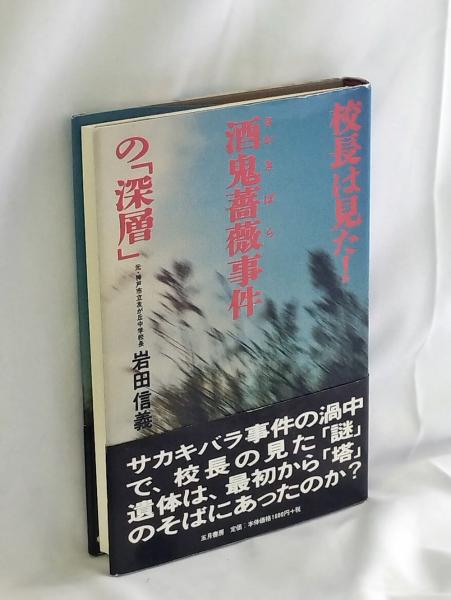 校長は見た!
酒鬼薔薇事件
さかきばら
の「深層」
元・神戸市立友が丘中学校長
岩田信義
サカキバラ事件の渦中
で、校長の見た「謎」
遺体は、最初から「塔」
のそばにあったのか?
五月書房 定価:本体価格1600円+税